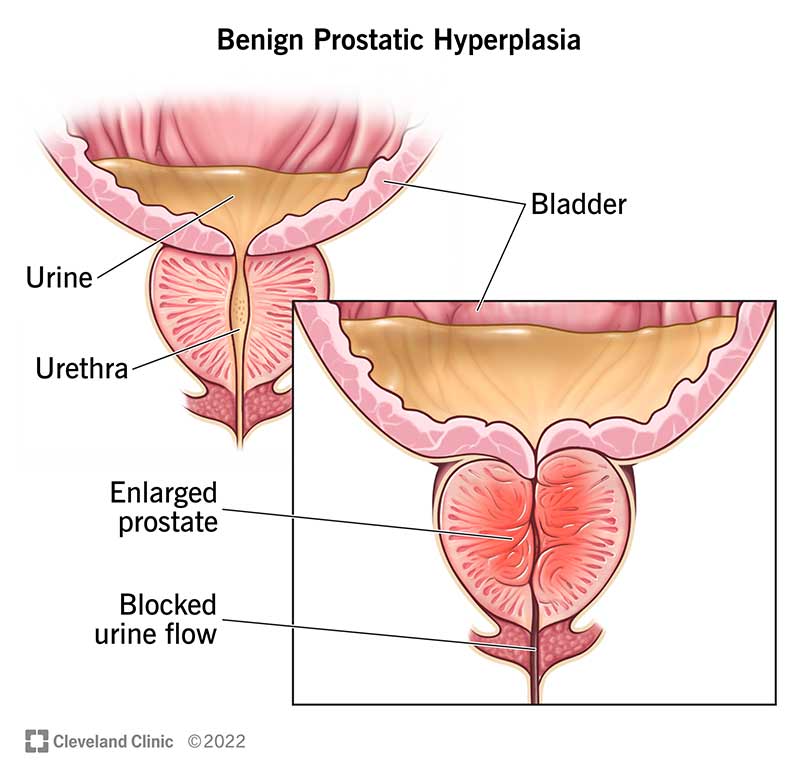 Benign Prostatic Hyperplasia
Bladder
Urine
Urethra
Enlarged
prostate
Blocked
urine flow
Cleveland Clinic ©2022